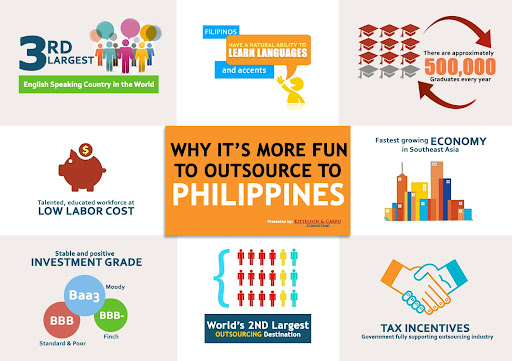 3RD
LARGEST
English Speaking Country in the World
FILIPINOS
HAVE A NATURAL ABILITY TO
LEARN LANGUAGES
and accents
There are approximately
500,000
Graduates every year
$
Talented, educated workforce at
LOW LABOR COST
WHY IT'S MORE FUN
TO OUTSOURCE TO
PHILIPPINES
Presented by: KITTELSON & CARPO
CONSULTING
Fastest growing ECONOMY
in Southeast Asia
Stable and positive
INVESTMENT GRADE
Moody
Baa3
BBB
BBB-
Finch
Standard & Poor
World's 2ND Largest
OUTSOURCING Destination
TAX INCENTIVES
Government fully supporting outsourcing industry